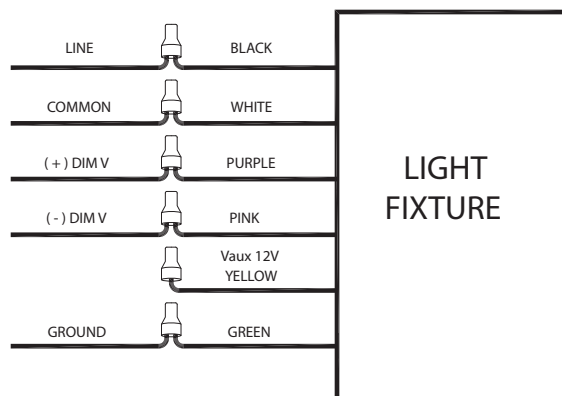 LINE BLACK
COMMON WHITE
( + ) DIM V PURPLE
( - ) DIM V PINK
Vaux 12V
YELLOW
GROUND GREEN
LIGHT
FIXTURE